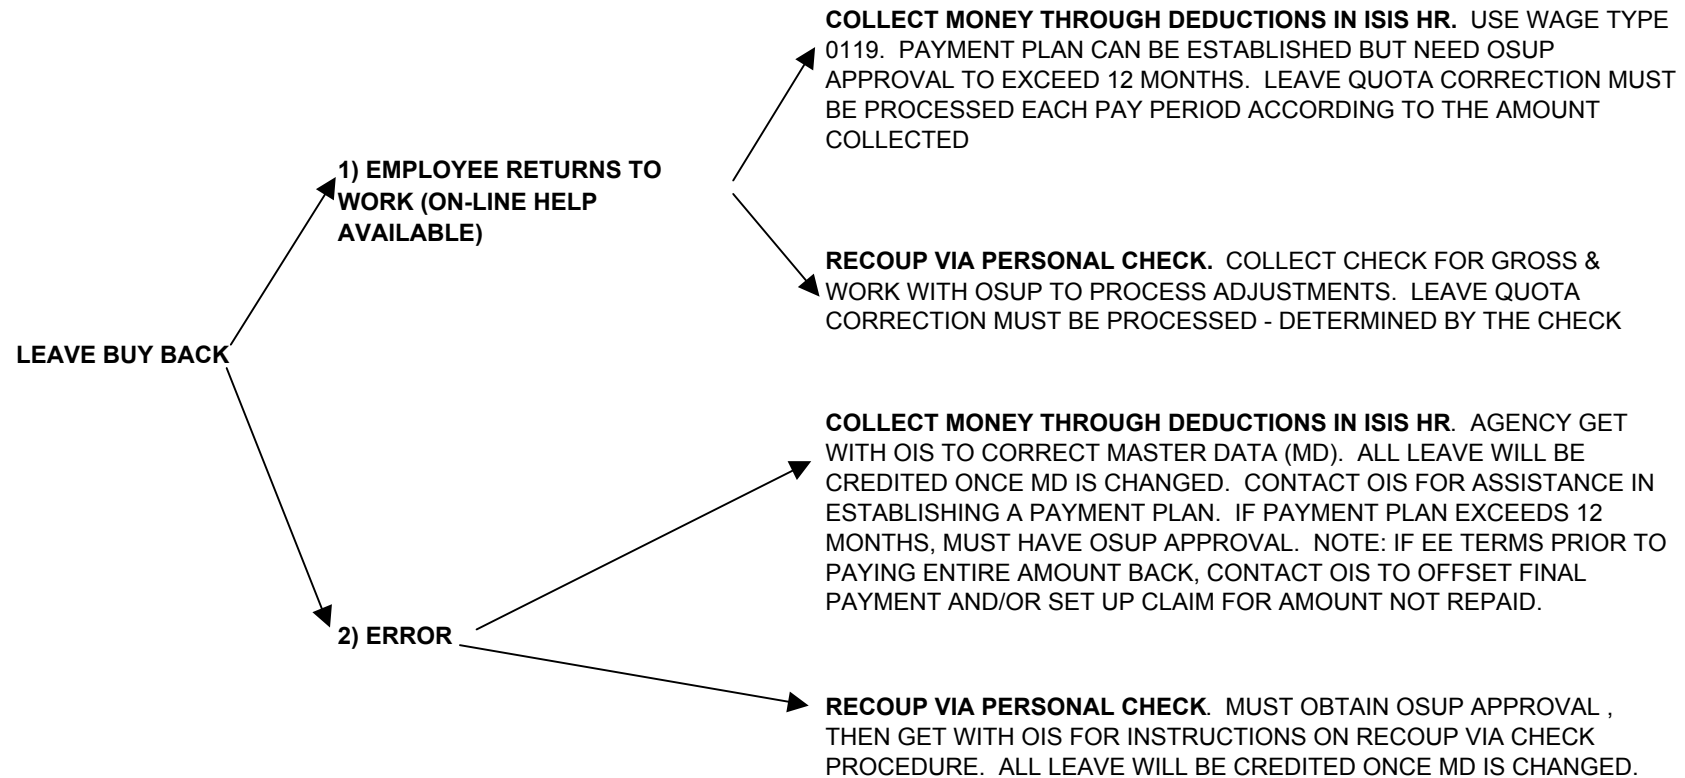 COLLECT MONEY THROUGH DEDUCTIONS IN ISIS HR.  USE WAGE TYPE
0119.  PAYMENT PLAN CAN BE ESTABLISHED BUT NEED OSUP
APPROVAL TO EXCEED 12 MONTHS.  LEAVE QUOTA CORRECTION MUST
BE PROCESSED EACH PAY PERIOD ACCORDING TO THE AMOUNT
COLLECTED
1) EMPLOYEE RETURNS TO
WORK (ON-LINE HELP
AVAILABLE)
RECOUP VIA PERSONAL CHECK.  COLLECT CHECK FOR GROSS &
WORK WITH OSUP TO PROCESS ADJUSTMENTS.  LEAVE QUOTA
CORRECTION MUST BE PROCESSED - DETERMINED BY THE CHECK
LEAVE BUY BACK
COLLECT MONEY THROUGH DEDUCTIONS IN ISIS HR.  AGENCY GET
WITH OIS TO CORRECT MASTER DATA (MD).  ALL LEAVE WILL BE
CREDITED ONCE MD IS CHANGED.  CONTACT OIS FOR ASSISTANCE IN
ESTABLISHING A PAYMENT PLAN.  IF PAYMENT PLAN EXCEEDS 12
MONTHS, MUST HAVE OSUP APPROVAL.  NOTE: IF EE TERMS PRIOR TO
PAYING ENTIRE AMOUNT BACK, CONTACT OIS TO OFFSET FINAL
PAYMENT AND/OR SET UP CLAIM FOR AMOUNT NOT REPAID.
2) ERROR
RECOUP VIA PERSONAL CHECK.  MUST OBTAIN OSUP APPROVAL ,
THEN GET WITH OIS FOR INSTRUCTIONS ON RECOUP VIA CHECK
PROCEDURE.  ALL LEAVE WILL BE CREDITED ONCE MD IS CHANGED.